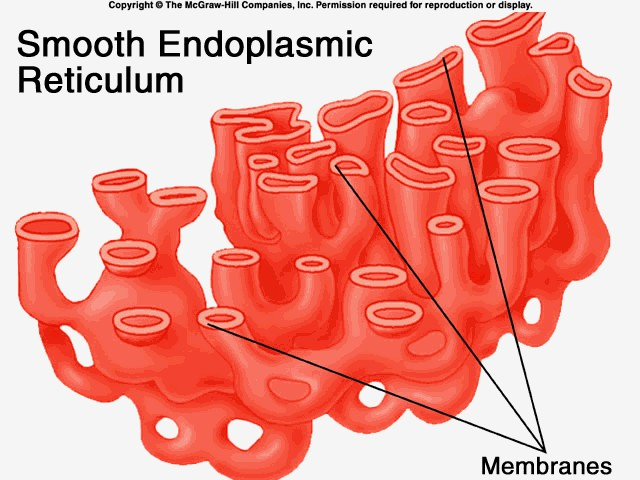 Copyright © The McGraw-Hill Companies, Inc. Permission required for reproduction or display.
Smooth Endoplasmic
Reticulum
Membranes